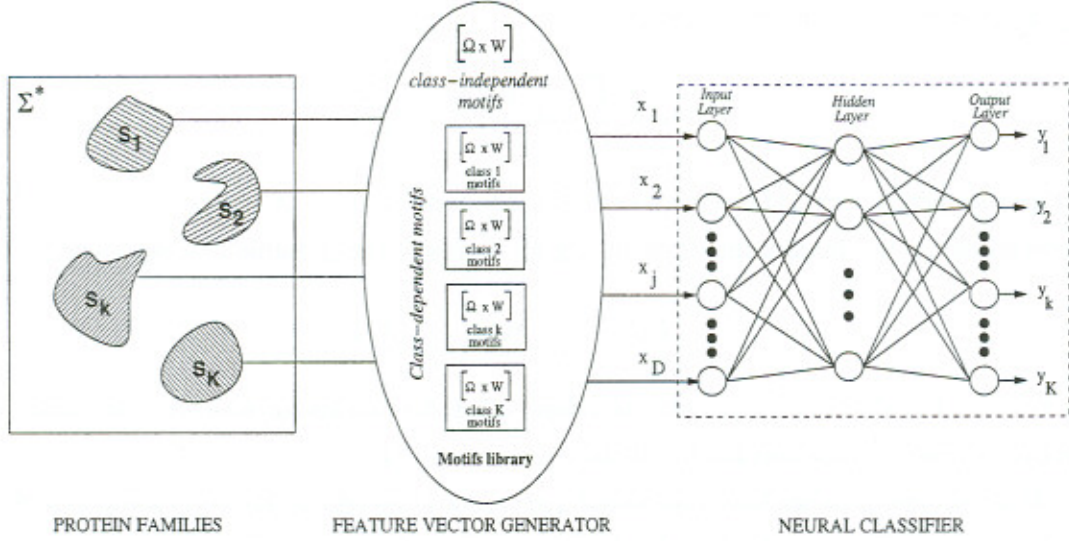 Σ*
S1
S2
Sk
SK
[Ω x W]
class-independent
motifs
Class-dependent motifs
[Ω x W]
class 1
motifs
[Ω x W]
class 2
motifs
[Ω x W]
class k
motifs
[Ω x W]
class K
motifs
Motifs library
x1
x2
xj
xD
Input
Layer
Hidden
Layer
Output
Layer
y1
y2
yk
yK
PROTEIN FAMILIES
FEATURE VECTOR GENERATOR
NEURAL CLASSIFIER